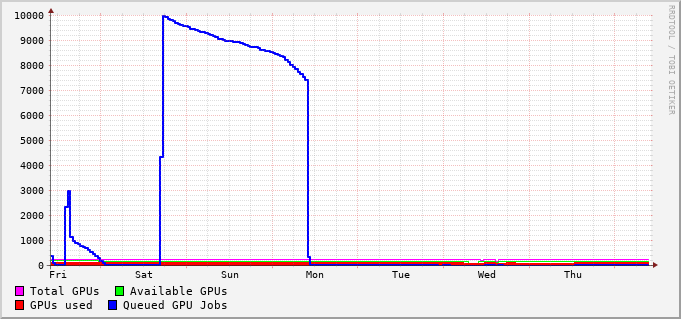 10000
9000
8000
7000
6000
5000
4000
3000
2000
1000
0
Fri Sat Sun Mon Tue Wed Thu
Total GPUs Available GPUs
GPUs used Queued GPU Jobs
RRDTOOL / TOBI OETIKER